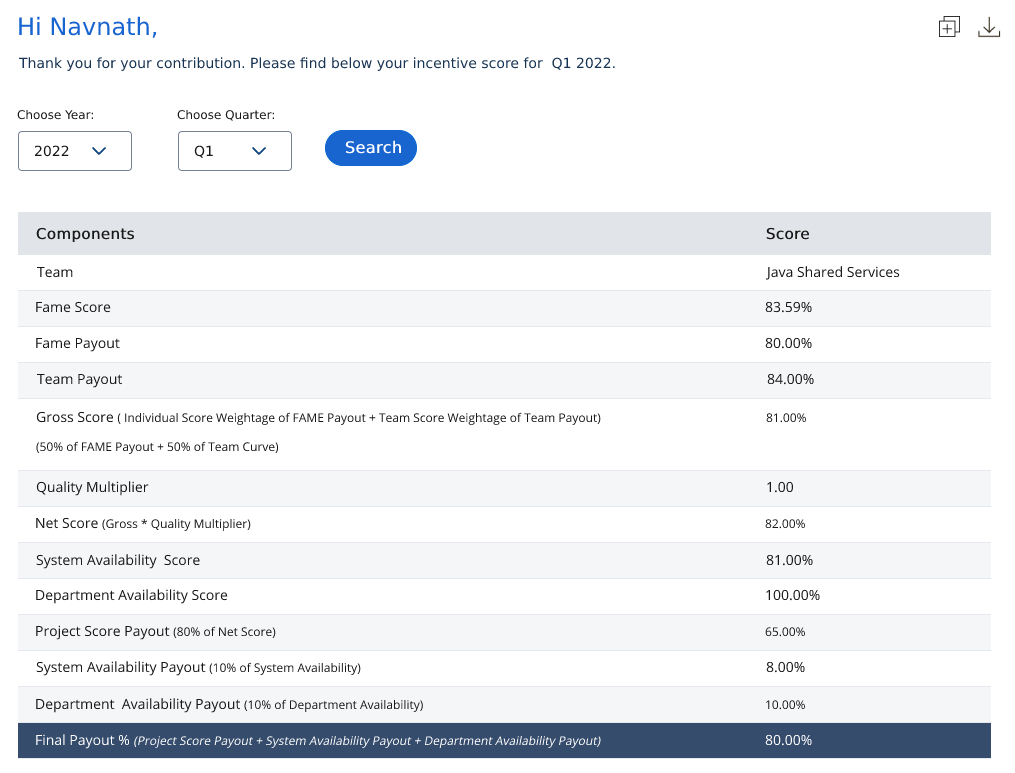 Hi Navnath,
Thank you for your contribution. Please find below your incentive score for  Q1 2022.
Choose Year: Choose Quarter:
2022 Q1 Search
Components Score
Team Java Shared Services
Fame Score 83.59%
Fame Payout 80.00%
Team Payout 84.00%
Gross Score ( Individual Score Weightage of FAME Payout + Team Score Weightage of Team Payout) 81.00%
(50% of FAME Payout + 50% of Team Curve)
Quality Multiplier 1.00
Net Score (Gross * Quality Multiplier) 82.00%
System Availability  Score 81.00%
Department Availability Score 100.00%
Project Score Payout (80% of Net Score) 65.00%
System Availability Payout (10% of System Availability) 8.00%
Department  Availability Payout (10% of Department Availability) 10.00%
Final Payout % (Project Score Payout + System Availability Payout + Department Availability Payout) 80.00%